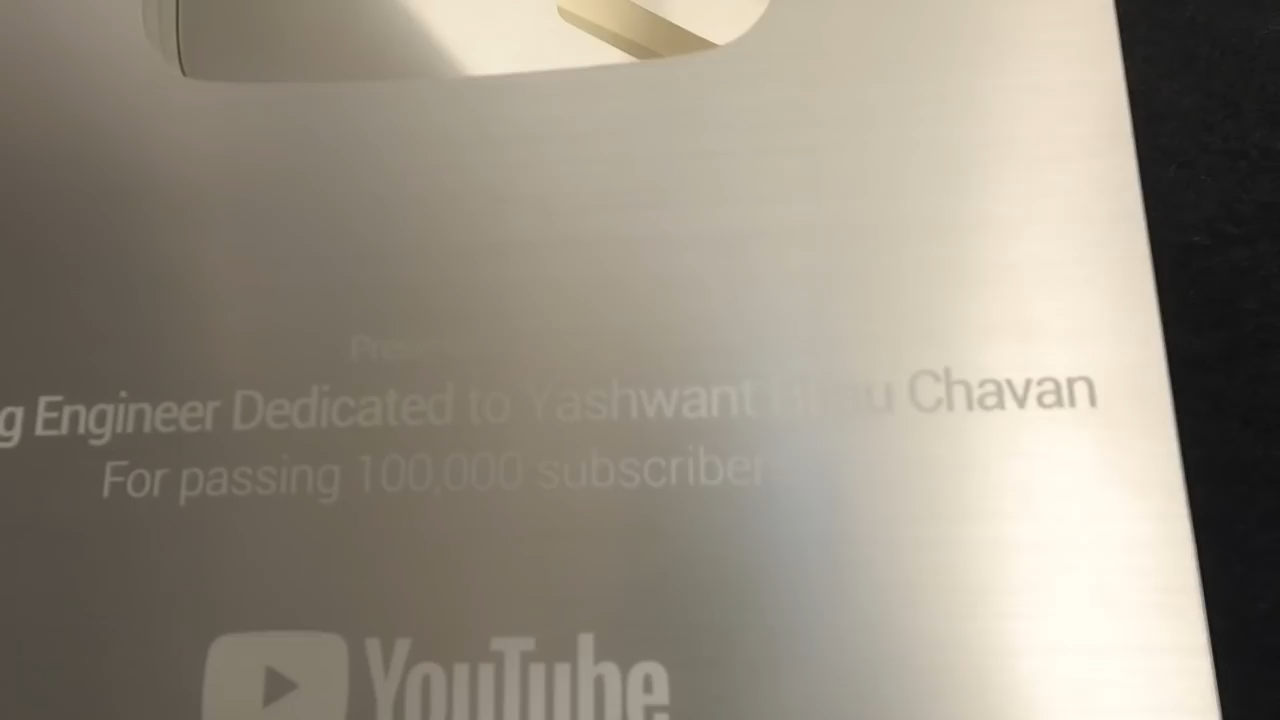 Engineer Dedicated to Yashwant Chavan
For passing 100,000 subscriber
YouTube